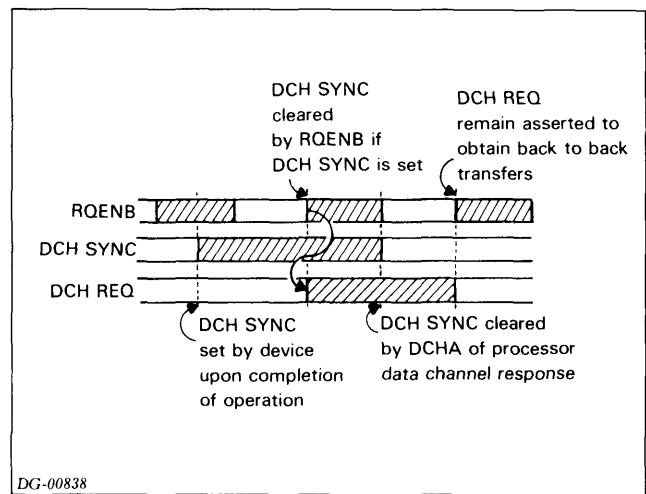 DCH SYNC
cleared
by RQENB if
DCH SYNC is set
DCH REQ
remain asserted to
obtain back to back
transfers
RQENB
DCH SYNC
DCH REQ
DCH SYNC
set by device
upon completion
of operation
DCH SYNC cleared
by DCHA of processor
data channel response
DG-00838